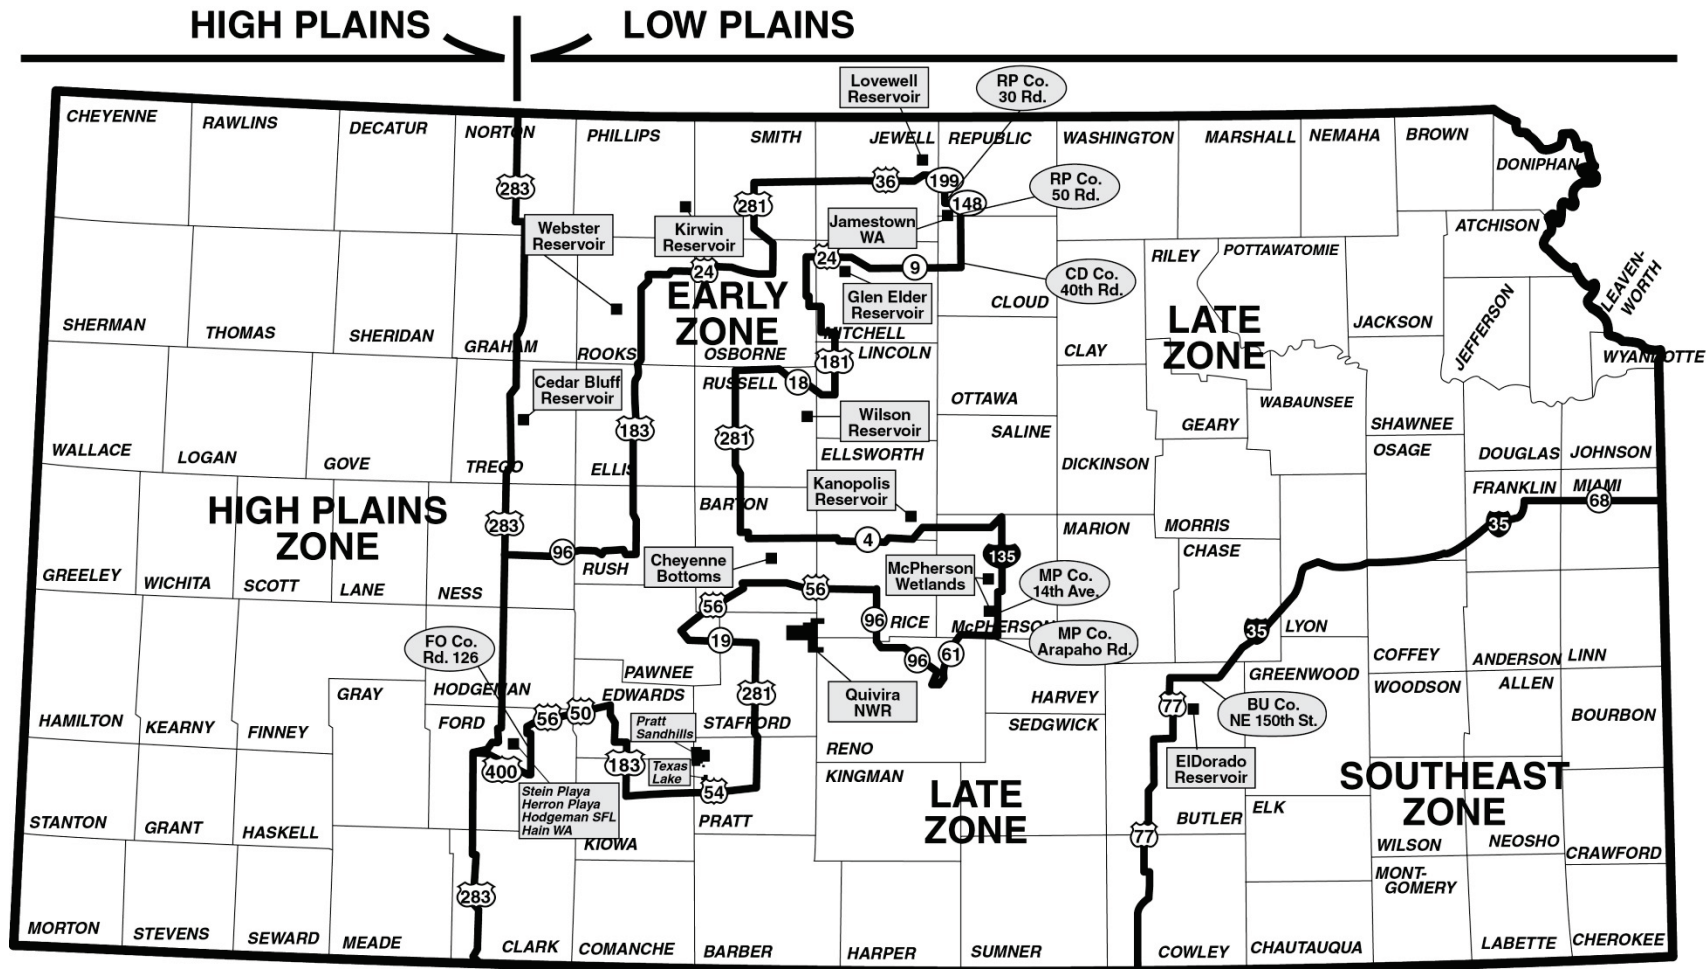 HIGH PLAINS
LOW PLAINS
Lovewell
Reservoir
RP Co.
30 Rd.
CHEYENNE
RAWLINS
DECATUR
NORTON
PHILLIPS
SMITH
JEWELL
REPUBLIC
WASHINGTON
MARSHALL
NEMAHA
BROWN
DONIPHAN
283
281
36
199
148
RP Co.
50 Rd.
Webster
Reservoir
Kirwin
Reservoir
Jamestown
WA
ATCHISON
24
24
9
RILEY
POTTAWATOMIE
CD Co.
40th Rd.
Glen Elder
Reservoir
CLOUD
LEAVEN-
WORTH
EARLY
ZONE
LATE
ZONE
SHERMAN
THOMAS
SHERIDAN
GRAHAM
ROOKS
OSBORNE
MITCHELL
LINCOLN
CLAY
JACKSON
JEFFERSON
WYANDOTTE
181
18
RUSSELL
Cedar Bluff
Reservoir
OTTAWA
WABAUNSEE
183
281
Wilson
Reservoir
GEARY
SHAWNEE
SALINE
WALLACE
LOGAN
GOVE
TREGO
ELLIS
ELLSWORTH
DICKINSON
OSAGE
DOUGLAS
JOHNSON
Kanopolis
Reservoir
FRANKLIN
MIAMI
68
HIGH PLAINS
ZONE
283
BARTON
MARION
MORRIS
35
96
4
135
CHASE
Cheyenne
Bottoms
McPherson
Wetlands
MP Co.
14th Ave.
GREELEY
WICHITA
SCOTT
LANE
NESS
RUSH
56
56
96
RICE
McPHERSON
35
LYON
FO Co.
Rd. 126
19
96
61
MP Co.
Arapaho Rd.
COFFEY
ANDERSON
LINN
PAWNEE
HODGEMAN
GRAY
EDWARDS
281
Quivira
NWR
HARVEY
GREENWOOD
WOODSON
ALLEN
HAMILTON
KEARNY
FINNEY
FORD
56
50
STAFFORD
Pratt
Sandhills
SEDGWICK
77
BU Co.
NE 150th St.
BOURBON
RENO
400
183
Texas
Lake
KINGMAN
ElDorado
Reservoir
54
LATE
ZONE
SOUTHEAST
ZONE
Stein Playa
Herron Playa
Hodgeman SFL
Hain WA
STANTON
GRANT
HASKELL
PRATT
BUTLER
ELK
KIOWA
77
WILSON
NEOSHO
CRAWFORD
MONT-
GOMERY
283
MORTON
STEVENS
SEWARD
MEADE
CLARK
COMANCHE
BARBER
HARPER
SUMNER
COWLEY
CHAUTAUQUA
LABETTE
CHEROKEE